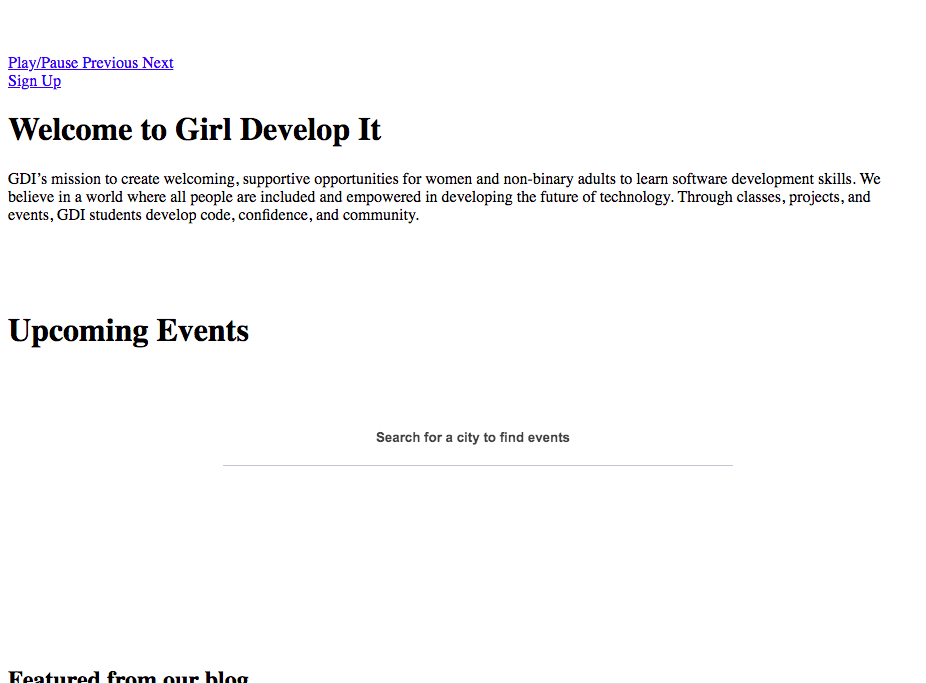 Play/Pause Previous Next
Sign Up
Welcome to Girl Develop It
GDI’s mission to create welcoming, supportive opportunities for women and non-binary adults to learn software development skills. We
believe in a world where all people are included and empowered in developing the future of technology. Through classes, projects, and
events, GDI students develop code, confidence, and community.
Upcoming Events
Search for a city to find events
Featured from our blog